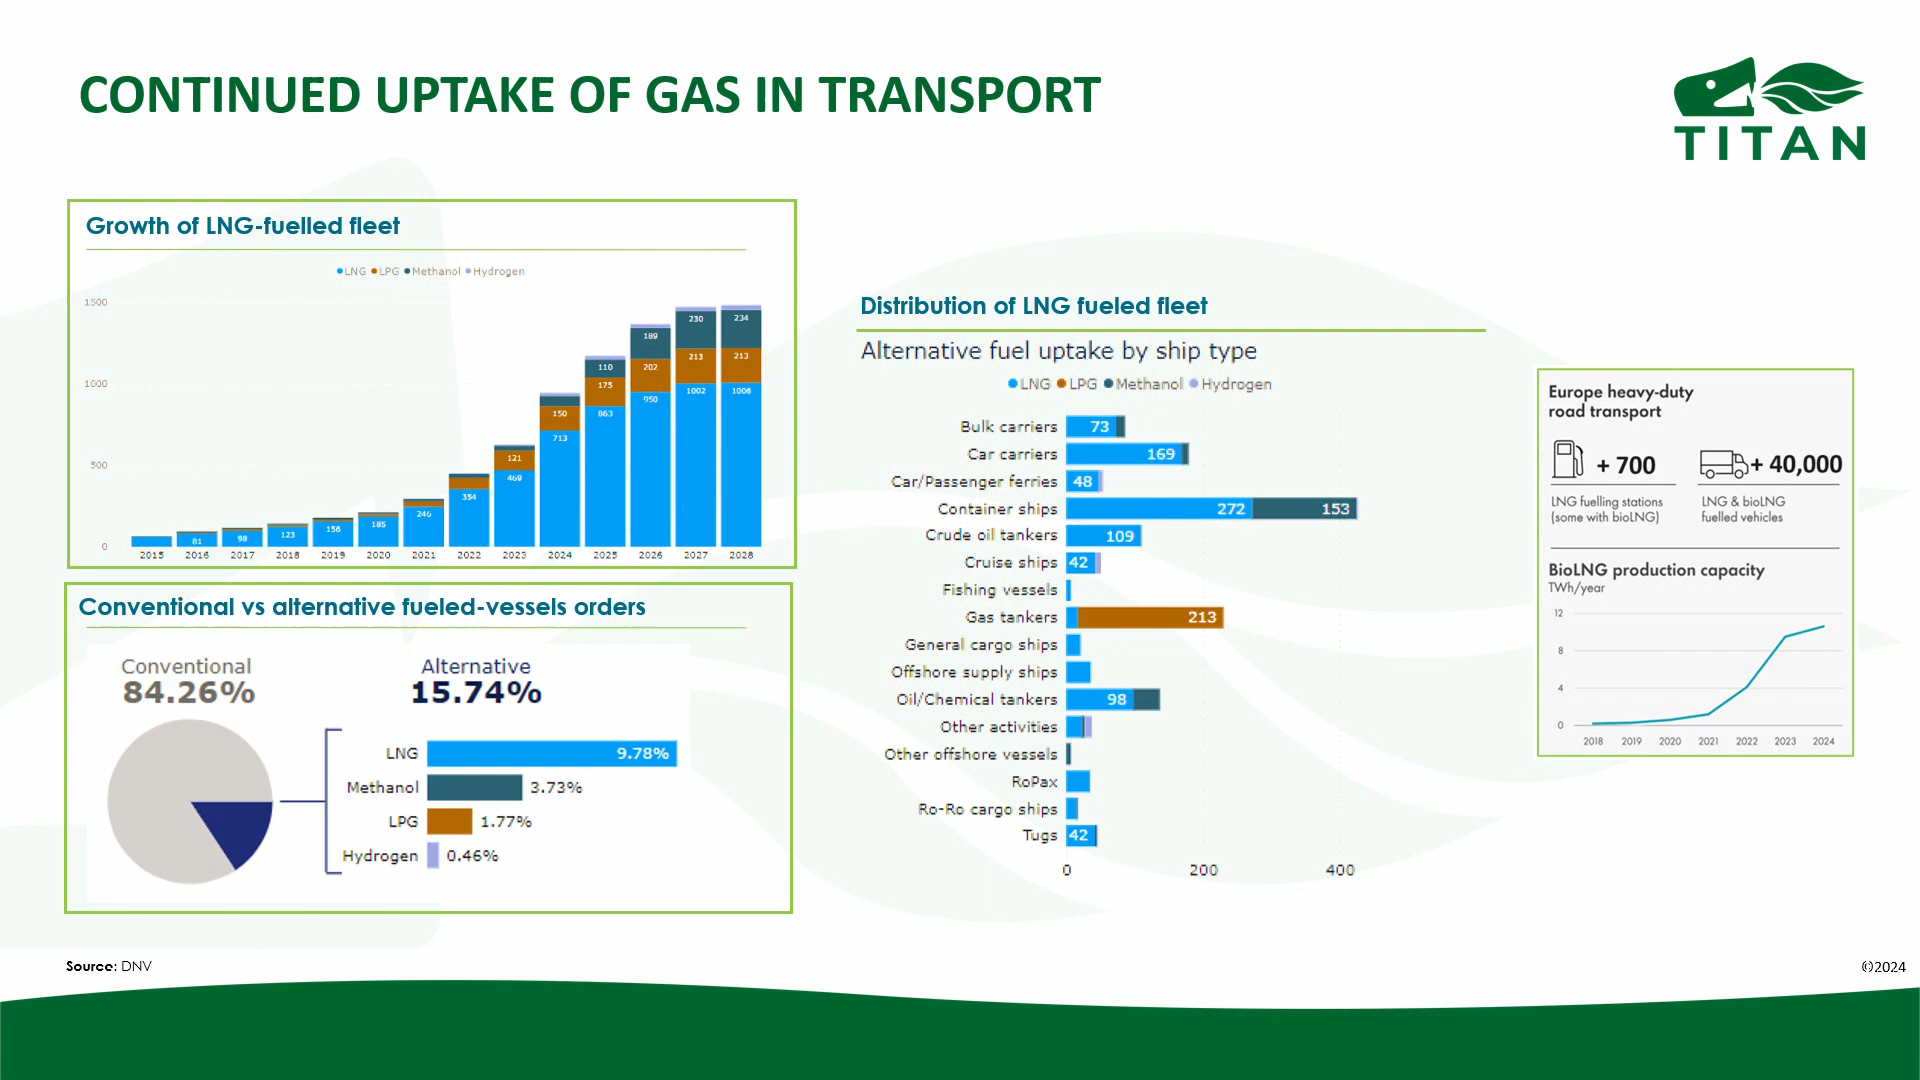 CONTINUED UPTAKE OF GAS IN TRANSPORT
TITAN
Growth of LNG-fuelled fleet
LNG LPG Methanol Hydrogen
1500
1000
500
0
81 98 123 156 185 246 354 469 713 863 950 1002 1006
121 150 175 202 213 213
110 189 230 234
2015 2016 2017 2018 2019 2020 2021 2022 2023 2024 2025 2026 2027 2028
Conventional vs alternative fueled-vessels orders
Conventional
84.26%
Alternative
15.74%
LNG 9.78%
Methanol 3.73%
LPG 1.77%
Hydrogen 0.46%
Distribution of LNG fueled fleet
Alternative fuel uptake by ship type
LNG LPG Methanol Hydrogen
Bulk carriers 73
Car carriers 169
Car/Passenger ferries 48
Container ships 272 153
Crude oil tankers 109
Cruise ships 42
Fishing vessels
Gas tankers 213
General cargo ships
Offshore supply ships
Oil/Chemical tankers 98
Other activities
Other offshore vessels
RoPax
Ro-Ro cargo ships
Tugs 42
0 200 400
Europe heavy-duty
road transport
+ 700
LNG fuelling stations
(some with bioLNG)
+ 40,000
LNG & bioLNG
fuelled vehicles
BioLNG production capacity
TWh/year
12
8
4
0
2018 2019 2020 2021 2022 2023 2024
Source: DNV
©2024